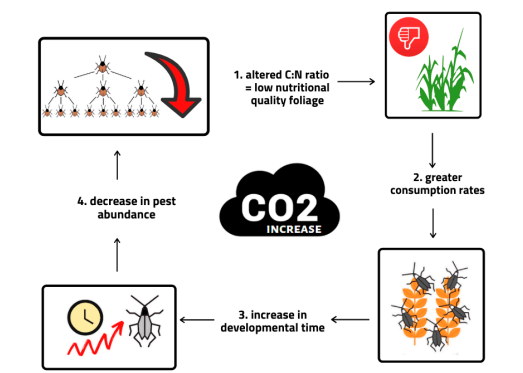 1. altered C:N ratio
= low nutritional
quality foliage
2. greater
consumption rates
4. decrease in pest
abundance
CO2
INCREASE
3. increase in
developmental time